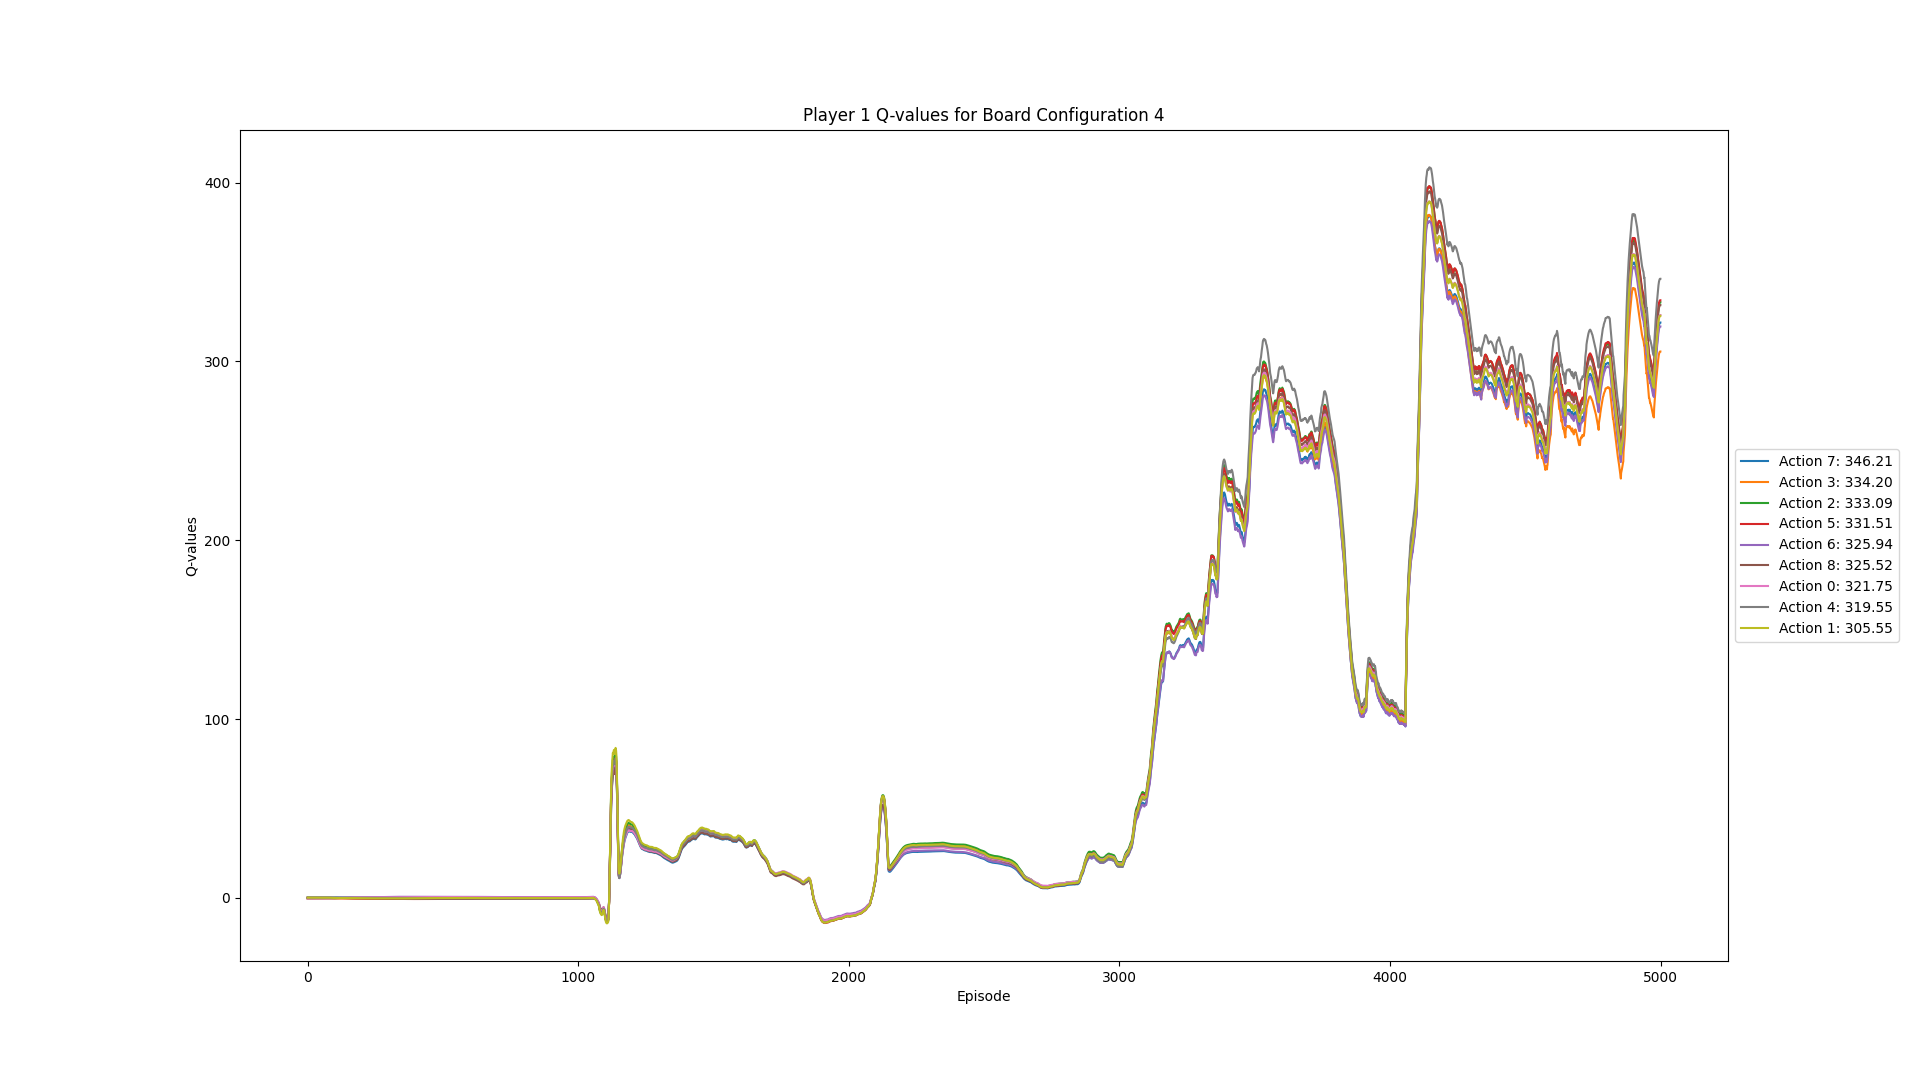 Player 1 Q-values for Board Configuration 4
400
300
200
100
0
Q-values
0
1000
2000
3000
4000
5000
Episode
Action 7: 346.21
Action 3: 334.20
Action 2: 333.09
Action 5: 331.51
Action 6: 325.94
Action 8: 325.52
Action 0: 321.75
Action 4: 319.55
Action 1: 305.55